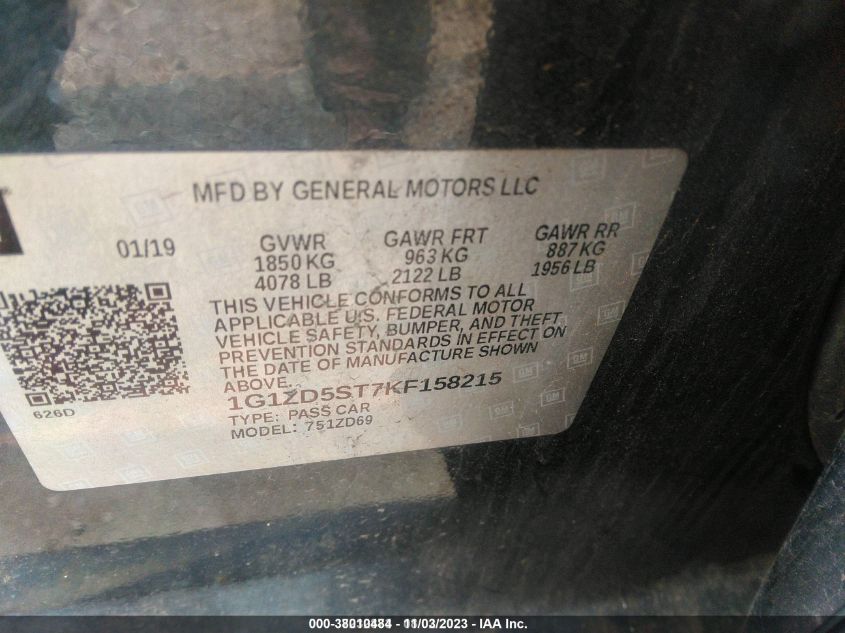 MFD BY GENERAL MOTORS LLC
01/19 GVWR GAWR FRT GAWR RR
1850 KG 963 KG 887 KG
4078 LB 2122 LB 1956 LB
THIS VEHICLE CONFORMS TO ALL
APPLICABLE U.S. FEDERAL MOTOR
VEHICLE SAFETY, BUMPER, AND THEFT
PREVENTION STANDARDS IN EFFECT ON
THE DATE OF MANUFACTURE SHOWN
ABOVE.
1G1ZD5ST7KF158215
626D
TYPE: PASS CAR
MODEL: 751ZD69
GM
000-38010484 - 11/03/2023 - IAA Inc.